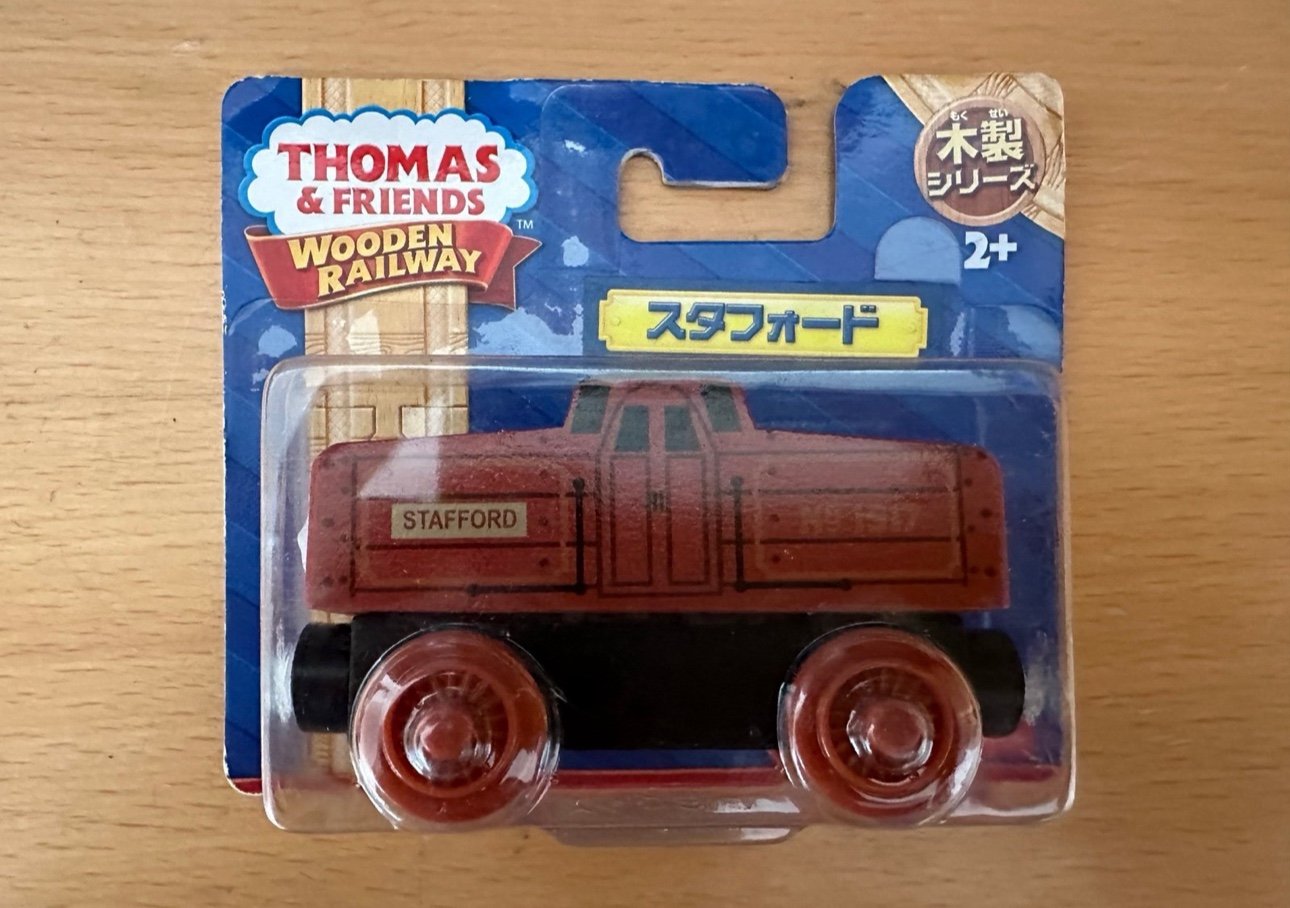 THOMAS
& FRIENDS
™
WOODEN
RAILWAY
もく せい
木製
シリーズ
2+
スタフォード
STAFFORD